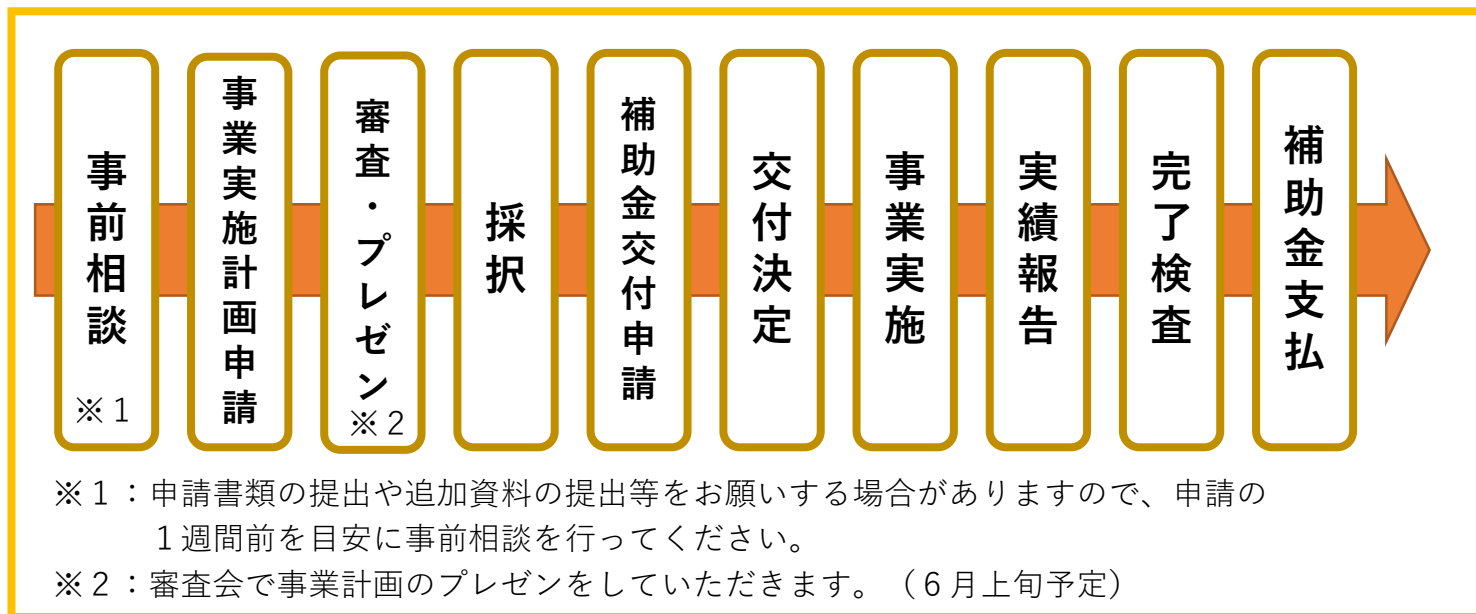 事前相談
※１
事業実施計画申請
審査・プレゼン
※２
採択
補助金交付申請
交付決定
事業実施
実績報告
完了検査
補助金支払
※１：申請書類の提出や追加資料の提出等をお願いする場合がありますので、申請の
１週間前を目安に事前相談を行ってください。
※２：審査会で事業計画のプレゼンをしていただきます。（６月上旬予定）